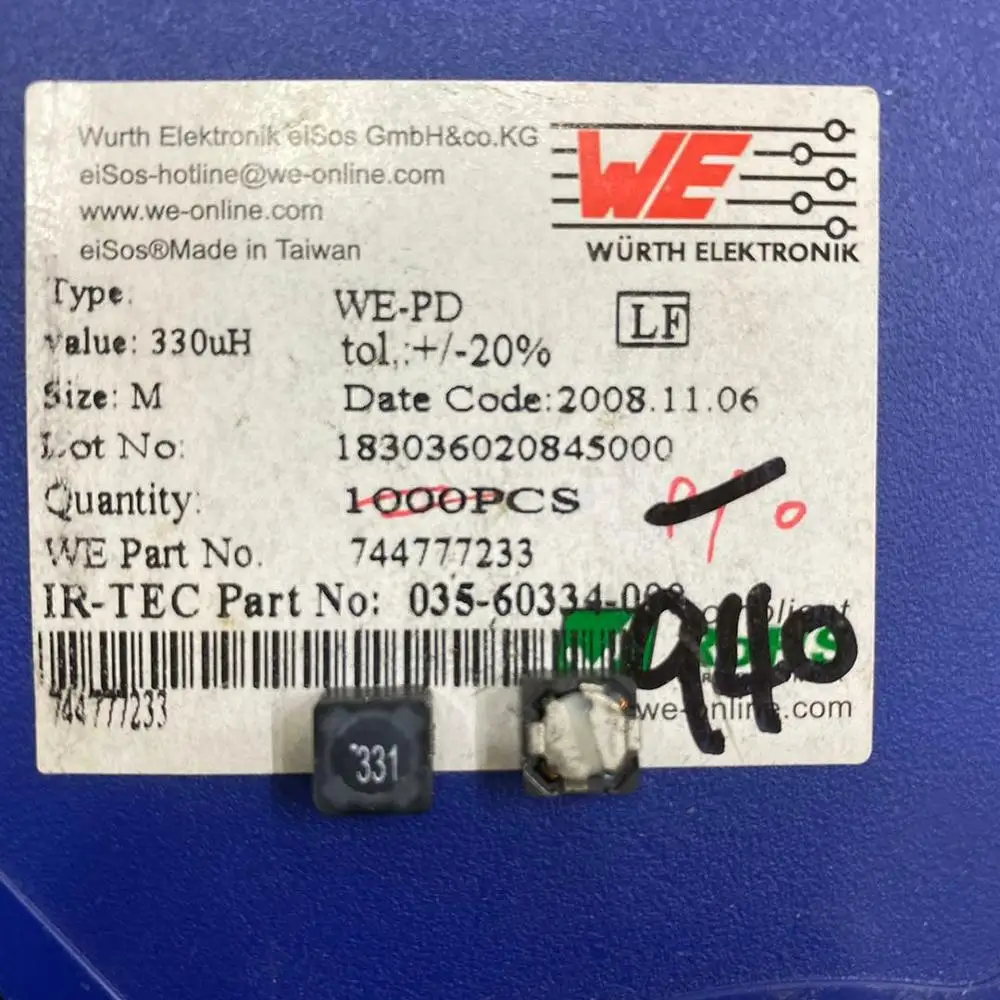 Wurth Elektronik eiSos GmbH&co.KG
eiSos-hotline@we-online.com
www.we-online.com
eiSos®Made in Taiwan
WE
WÜRTH ELEKTRONIK
Type: WE-PD LF
value: 330uH tol,:+/-20%
Size: M Date Code:2008.11.06
Lot No: 183036020845000
Quantity: 1000PCS
WE Part No. 744777233
IR-TEC Part No: 035-60334-
940
744777233
we-online.com
331